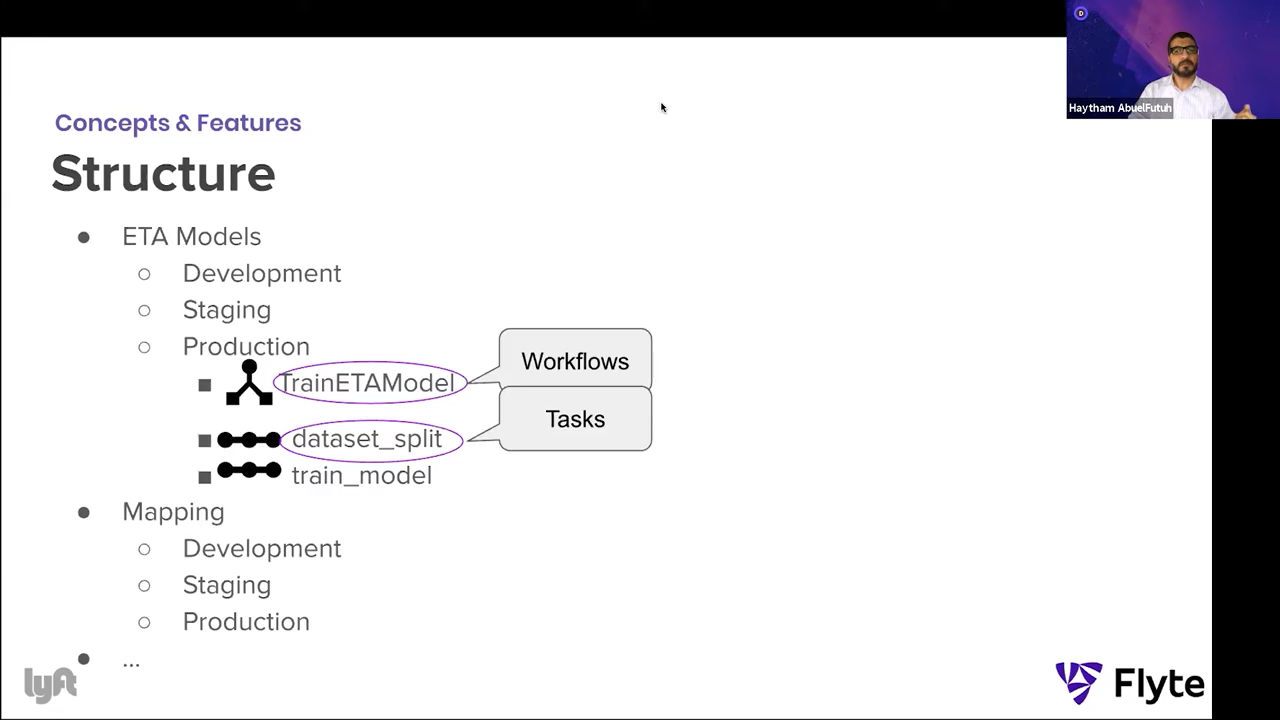 Haytham AbuelFutuh
Concepts & Features
Structure
ETA Models
Development
Staging
Production
TrainETAModel
Workflows
dataset_split
Tasks
train_model
Mapping
Development
Staging
Production
...
lyft
Flyte
D